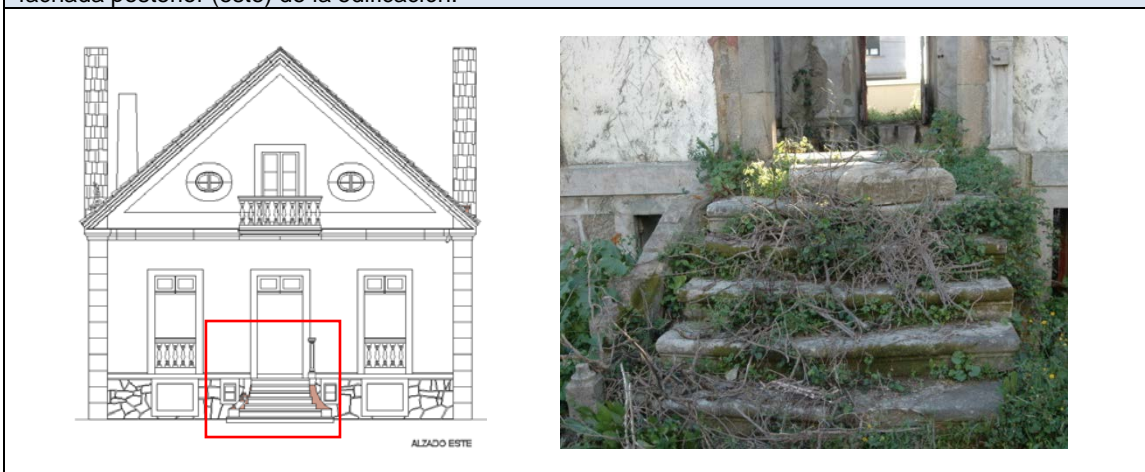 fachada posterior (este) de la edificación.
ALZADO ESTE